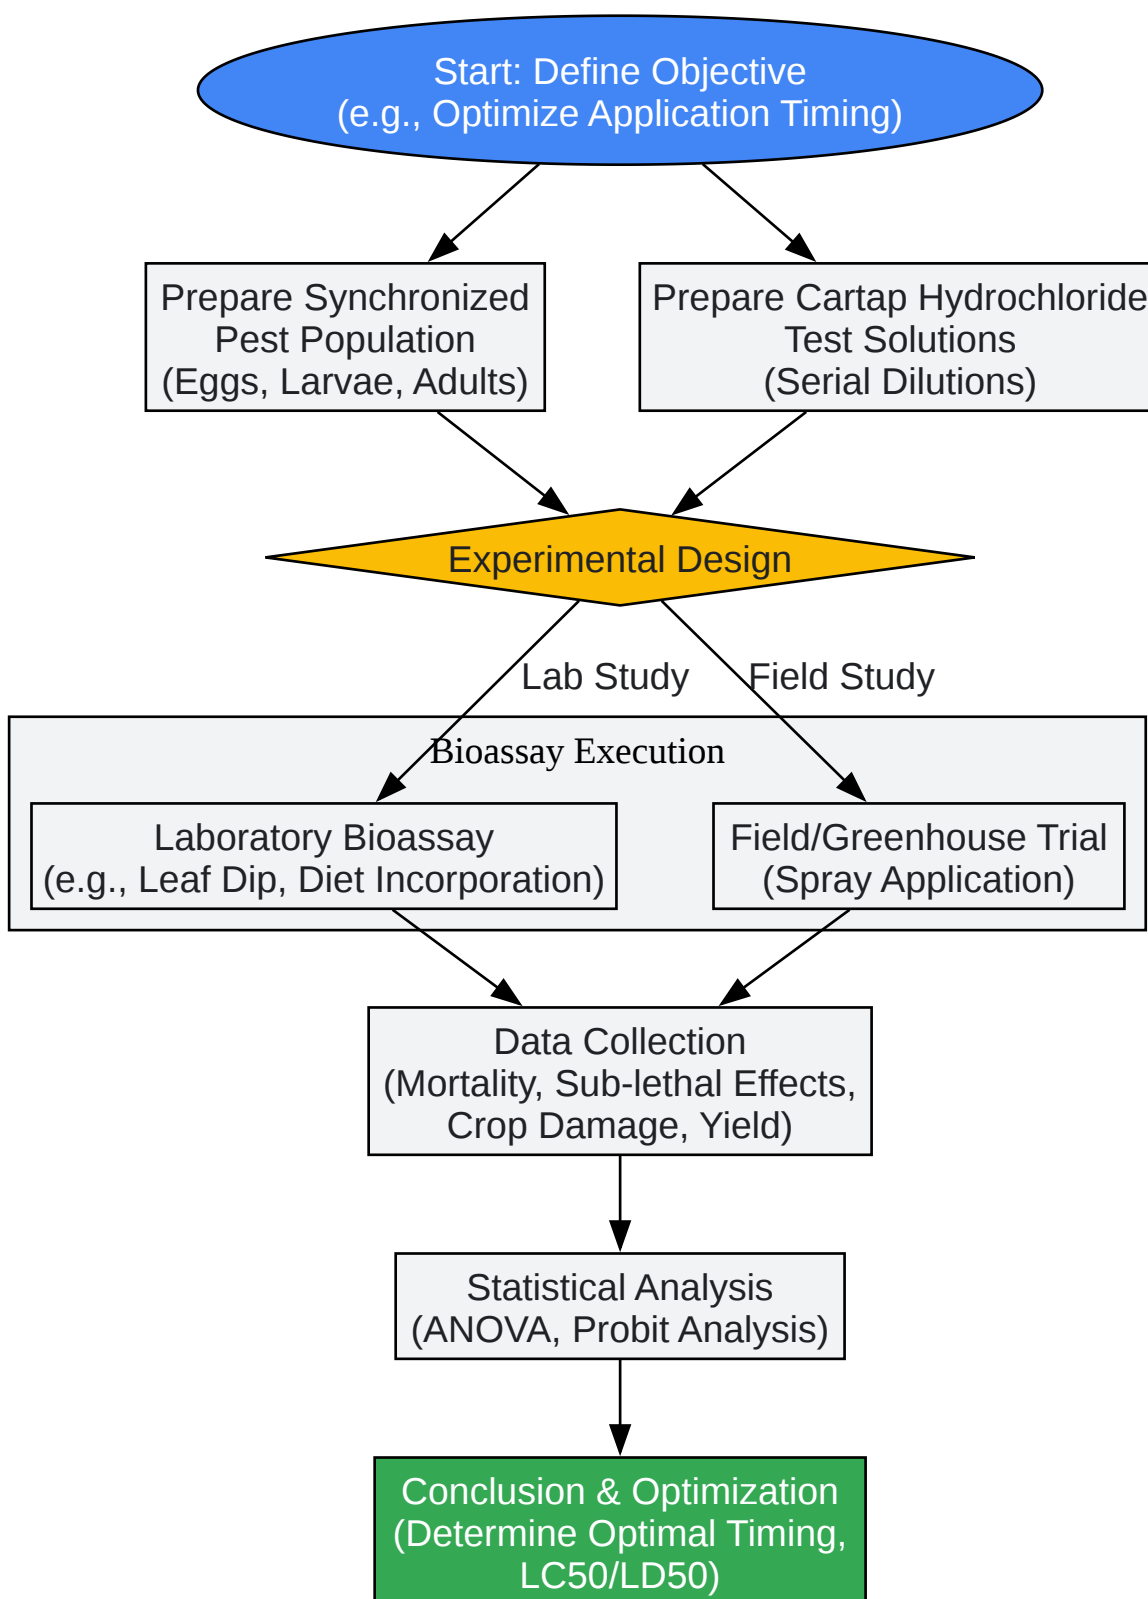 Start: Define Objective
(e.g., Optimize Application Timing)
Prepare Synchronized
Pest Population
(Eggs, Larvae, Adults)
Prepare Cartap Hydrochloride
Test Solutions
(Serial Dilutions)
Experimental Design
Lab Study
Field Study
Bioassay Execution
Laboratory Bioassay
(e.g., Leaf Dip, Diet Incorporation)
Field/Greenhouse Trial
(Spray Application)
Data Collection
(Mortality, Sub-lethal Effects,
Crop Damage, Yield)
Statistical Analysis
(ANOVA, Probit Analysis)
Conclusion & Optimization
(Determine Optimal Timing,
LC50/LD50)